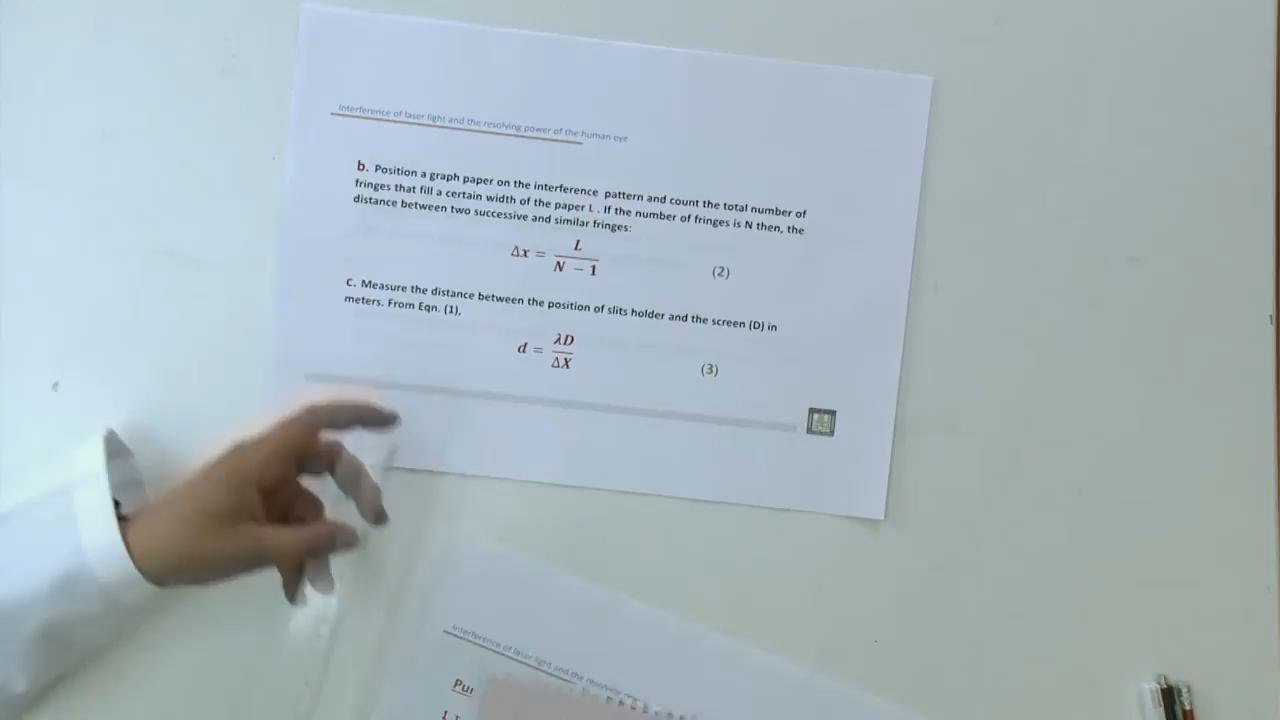 Interference of laser light and the resolving power of the human eye
b. Position a graph paper on the interference pattern and count the total number of
fringes that fill a certain width of the paper L . If the number of fringes is N then, the
distance between two successive and similar fringes:
Δx = L / N − 1 (2)
c. Measure the distance between the position of slits holder and the screen (D) in
meters. From Eqn. (1),
d = λD / ΔX (3)
Interference of laser light and the resolving